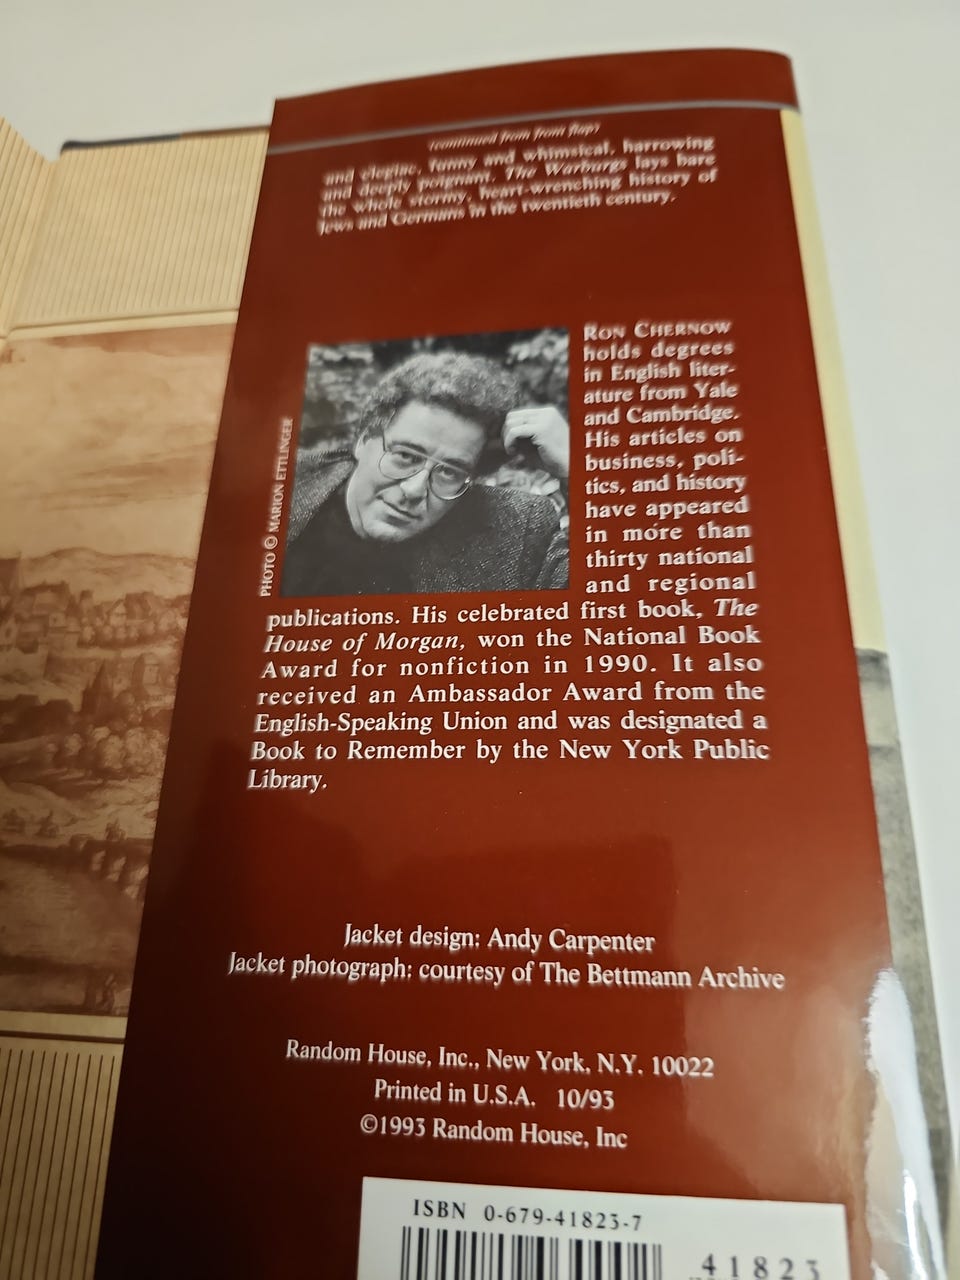 (continued from front flap)
and elegiac, funny and whimsical, harrowing
and deeply poignant. The Warburgs lays bare
the whole stormy, heart-wrenching history of
Jews and Germans in the twentieth century.
PHOTO © MARION ETTLINGER
RON CHERNOW
holds degrees
in English liter-
ature from Yale
and Cambridge.
His articles on
business, poli-
tics, and history
have appeared
in more than
thirty national
and regional
publications. His celebrated first book, The
House of Morgan, won the National Book
Award for nonfiction in 1990. It also
received an Ambassador Award from the
English-Speaking Union and was designated a
Book to Remember by the New York Public
Library.
Jacket design: Andy Carpenter
Jacket photograph: courtesy of The Bettmann Archive
Random House, Inc., New York, N.Y. 10022
Printed in U.S.A. 10/93
©1993 Random House, Inc
ISBN 0-679-41823-7
41823